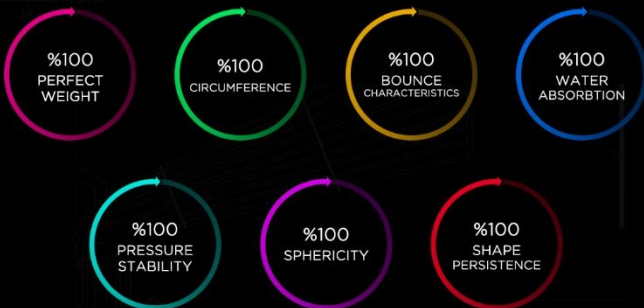 %100
PERFECT
WEIGHT
%100
CIRCUMFERENCE
%100
BOUNCE
CHARACTERISTICS
%100
WATER
ABSORBTION
%100
PRESSURE
STABILITY
%100
SPHERICITY
%100
SHAPE
PERSISTENCE